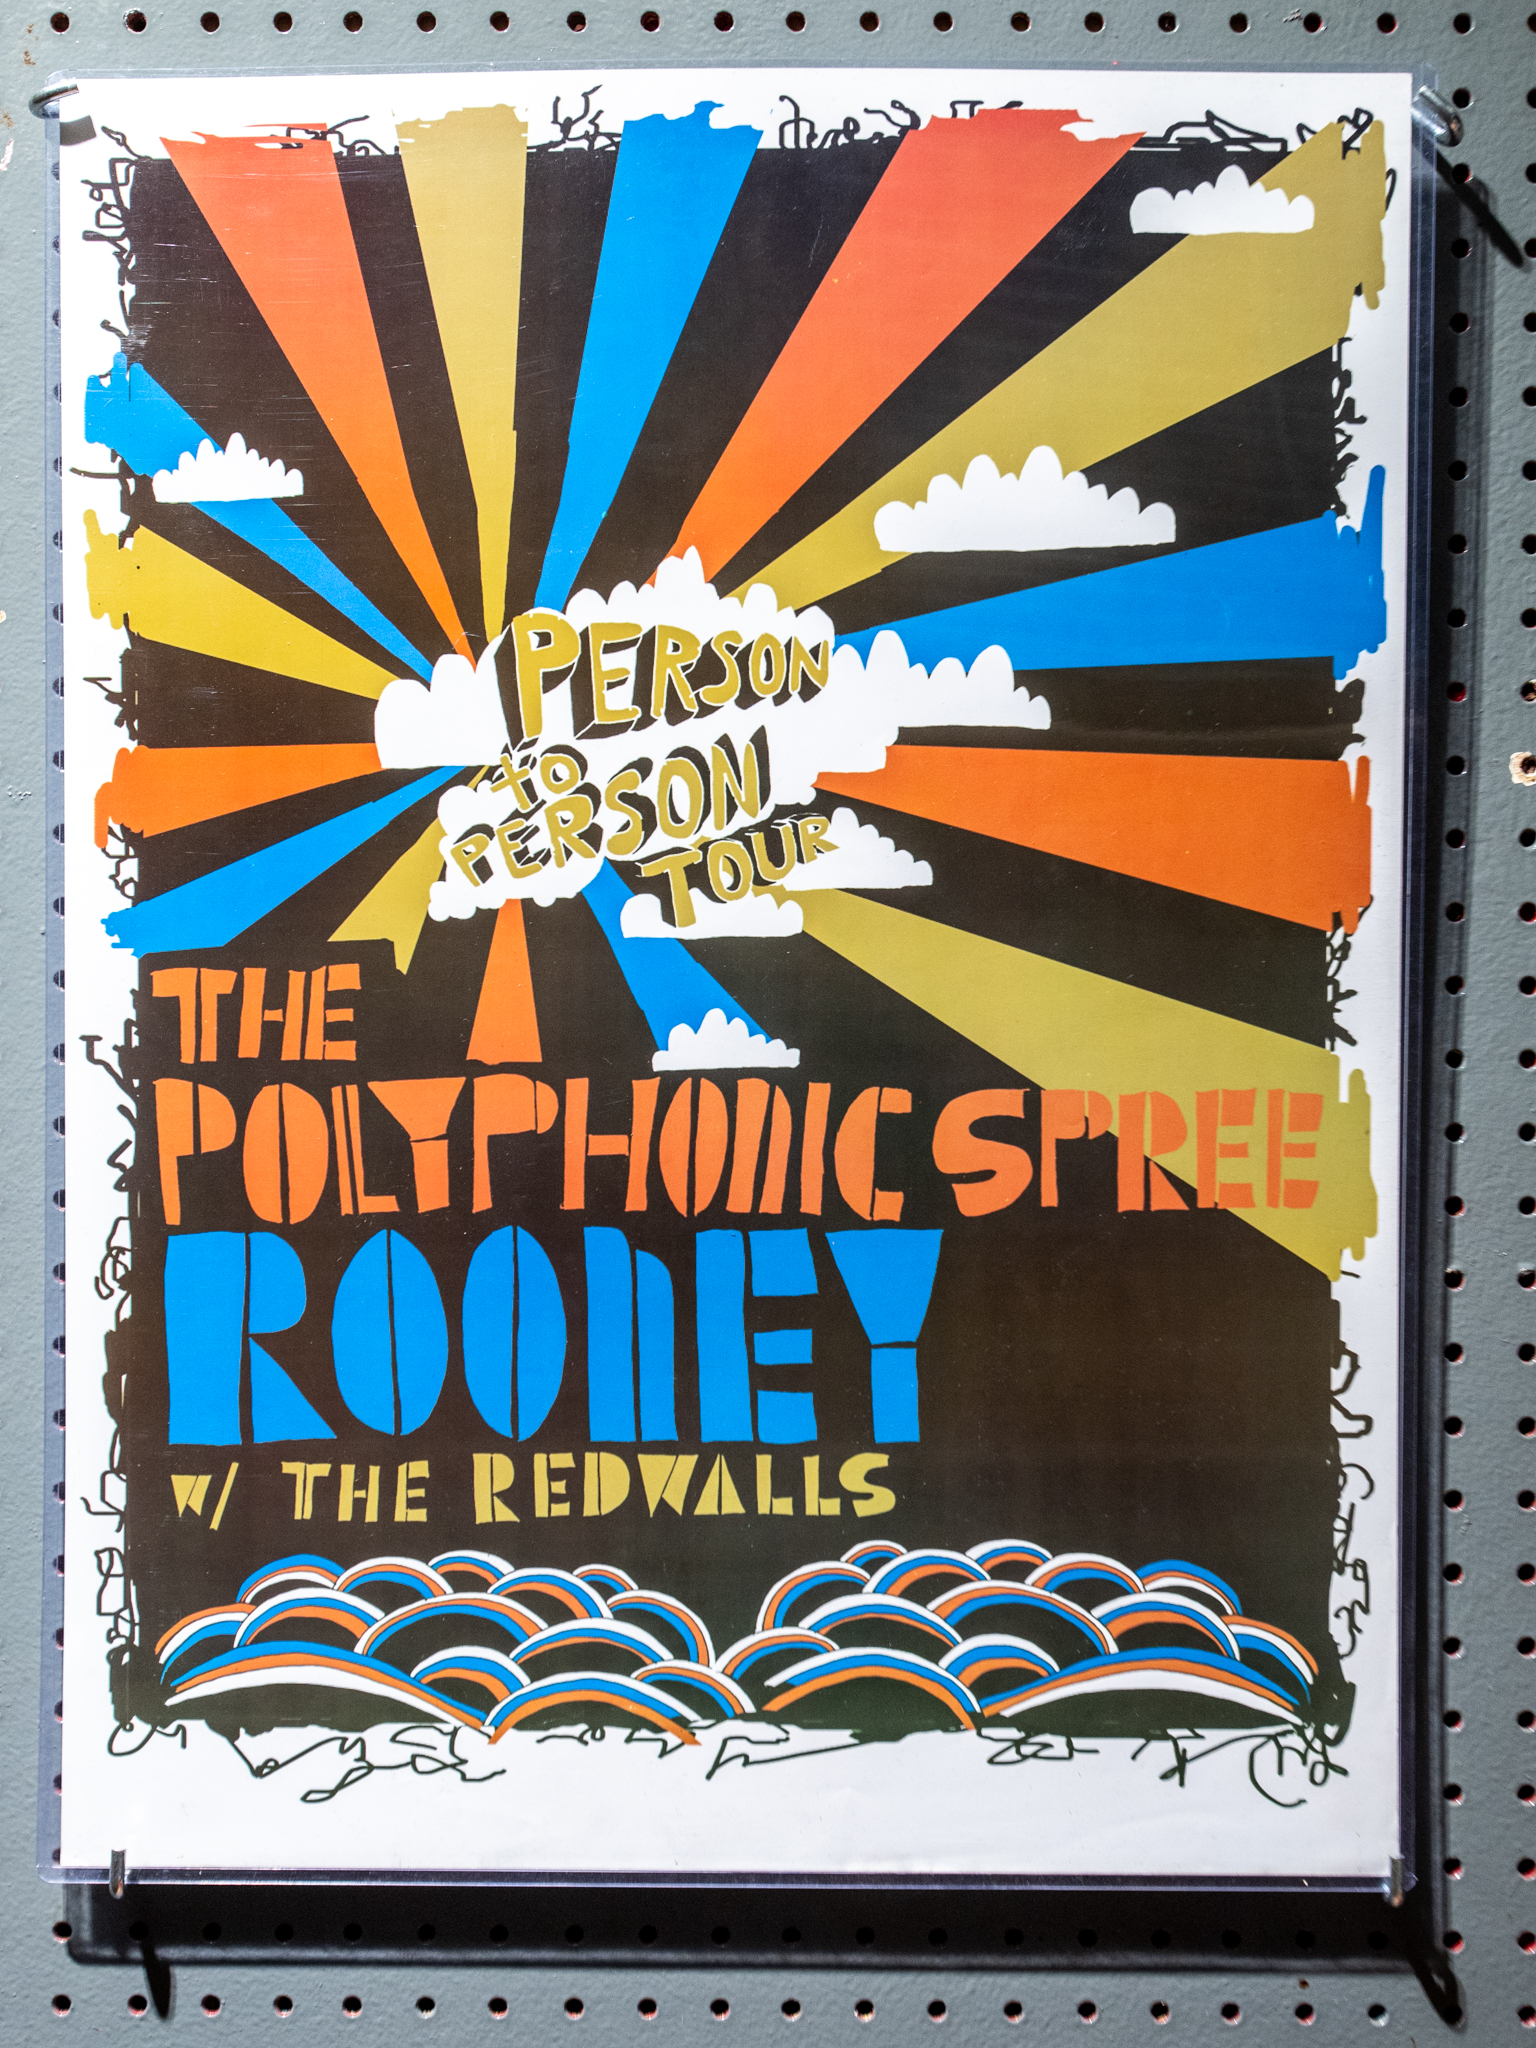 PERSON
to
PERSON
TOUR
THE
POLYPHONIC SPREE
ROONEY
w/ THE REDWALLS